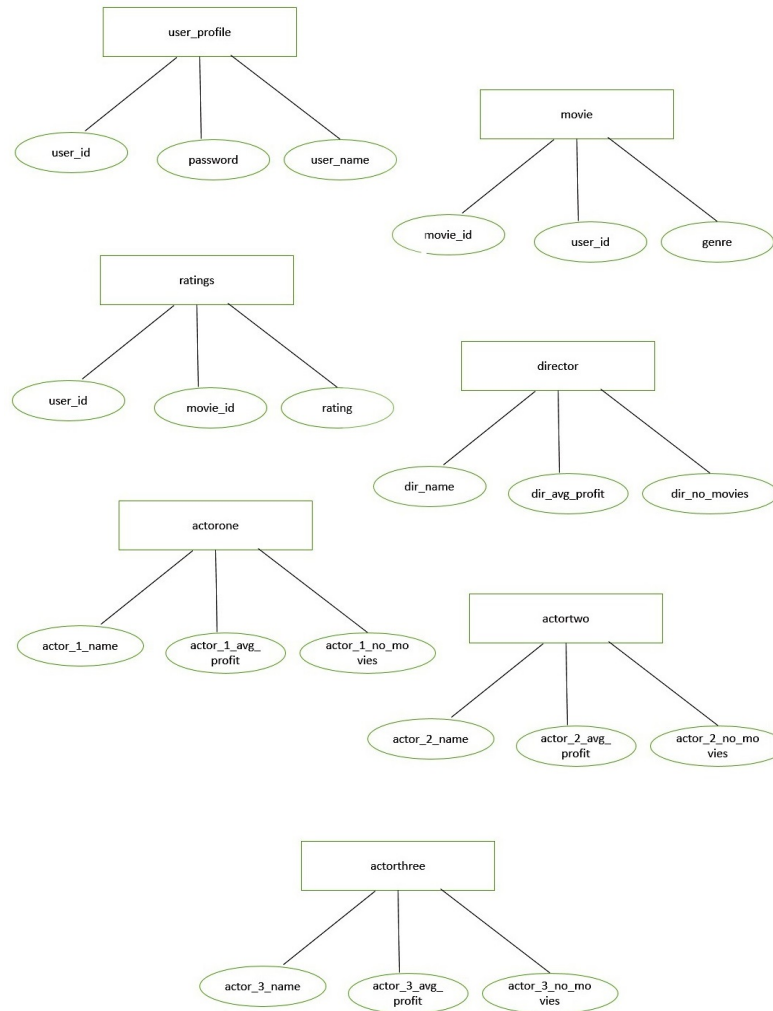 user_profile
user_id
password
user_name
movie
movie_id
user_id
genre
ratings
user_id
movie_id
rating
director
dir_name
dir_avg_profit
dir_no_movies
actorone
actor_1_name
actor_1_avg_
profit
actor_1_no_mo
vies
actortwo
actor_2_name
actor_2_avg_
profit
actor_2_no_mo
vies
actorthree
actor_3_name
actor_3_avg_
profit
actor_3_no_mo
vies